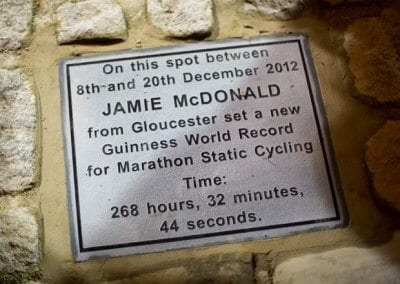 On this spot between
8th and 20th December 2012
JAMIE McDONALD
from Gloucester set a new
Guinness World Record
for Marathon Static Cycling
Time:
268 hours, 32 minutes,
44 seconds.